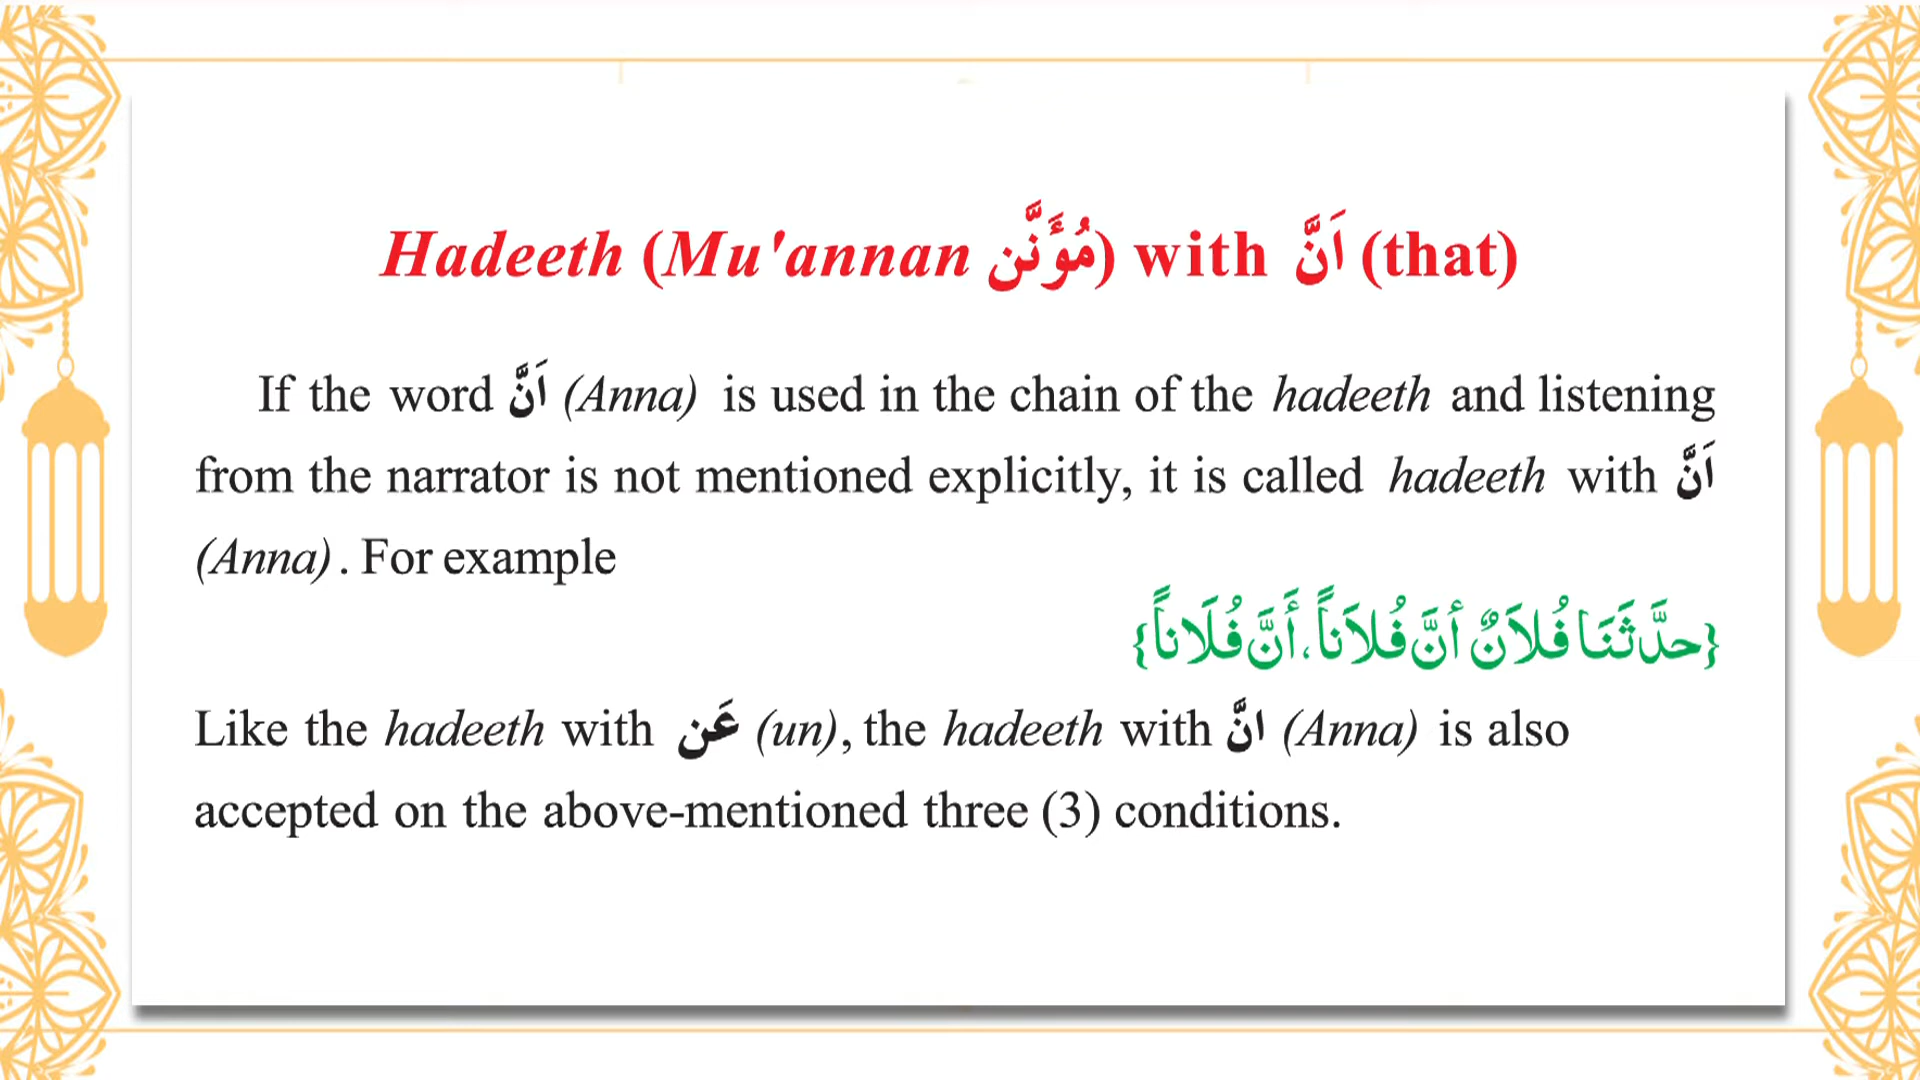 Hadeeth (Mu'annan مُؤَنَّن) with اَنَّ (that)
If the word اَنَّ (Anna) is used in the chain of the hadeeth and listening
from the narrator is not mentioned explicitly, it is called hadeeth with اَنَّ
(Anna). For example
{حدَّثَنَا فُلاَنٌ أنَّ فُلاَناً، أَنَّ فُلَاناً}
Like the hadeeth with عَن (un), the hadeeth with انَّ (Anna) is also
accepted on the above-mentioned three (3) conditions.